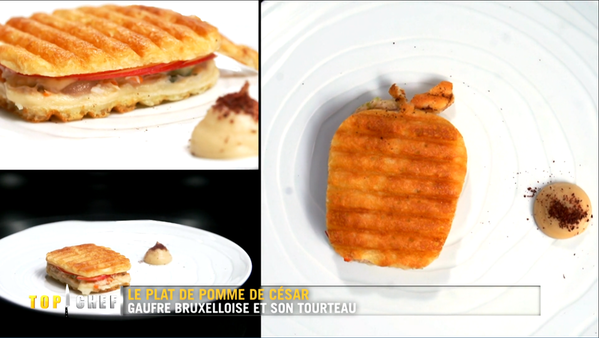 LE PLAT DE POMME DE CÉSAR
TOP CHEF
GAUFRE BRUXELLOISE ET SON TOURTEAU